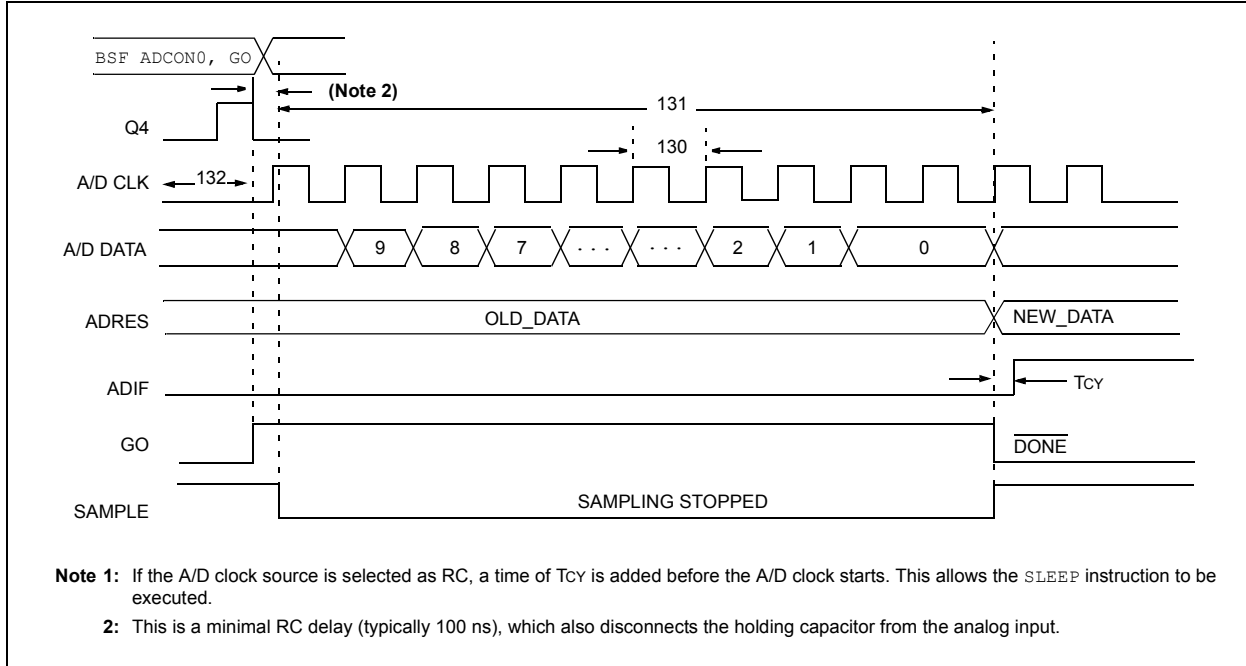 BSF ADCON0, GO
(Note 2)
131
Q4
130
A/D CLK
132
A/D DATA
9
8
7
. . .
. . .
2
1
0
ADRES
OLD_DATA
NEW_DATA
ADIF
TCY
GO
DONE
SAMPLE
SAMPLING STOPPED
Note 1: If the A/D clock source is selected as RC, a time of TCY is added before the A/D clock starts. This allows the SLEEP instruction to be
executed.
2: This is a minimal RC delay (typically 100 ns), which also disconnects the holding capacitor from the analog input.